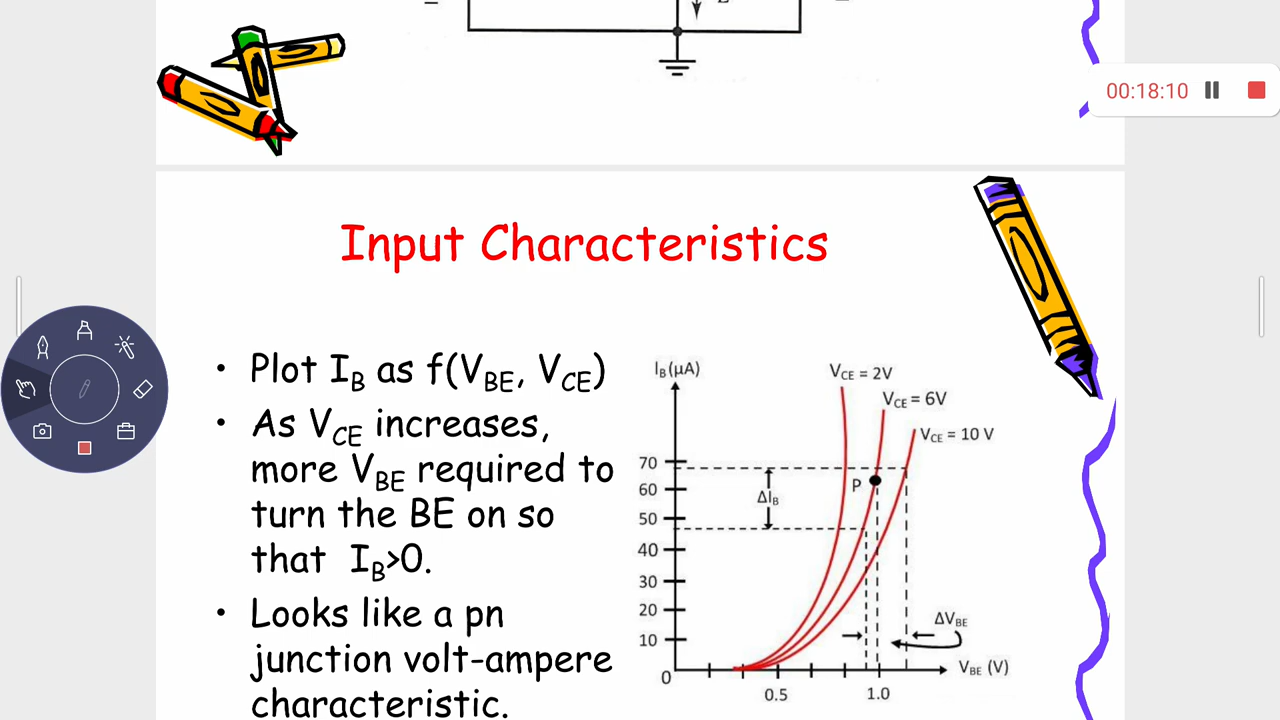 00:18:10
Input Characteristics
• Plot I_B as f(V_BE, V_CE)
• As V_CE increases,
more V_BE required to
turn the BE on so
that I_B>0.
• Looks like a pn
junction volt-ampere
characteristic.
I_B (μA)
V_CE = 2V
V_CE = 6V
V_CE = 10 V
70
60
50
40
30
20
10
0
P
ΔI_B
ΔV_BE
V_BE (V)
0.5
1.0